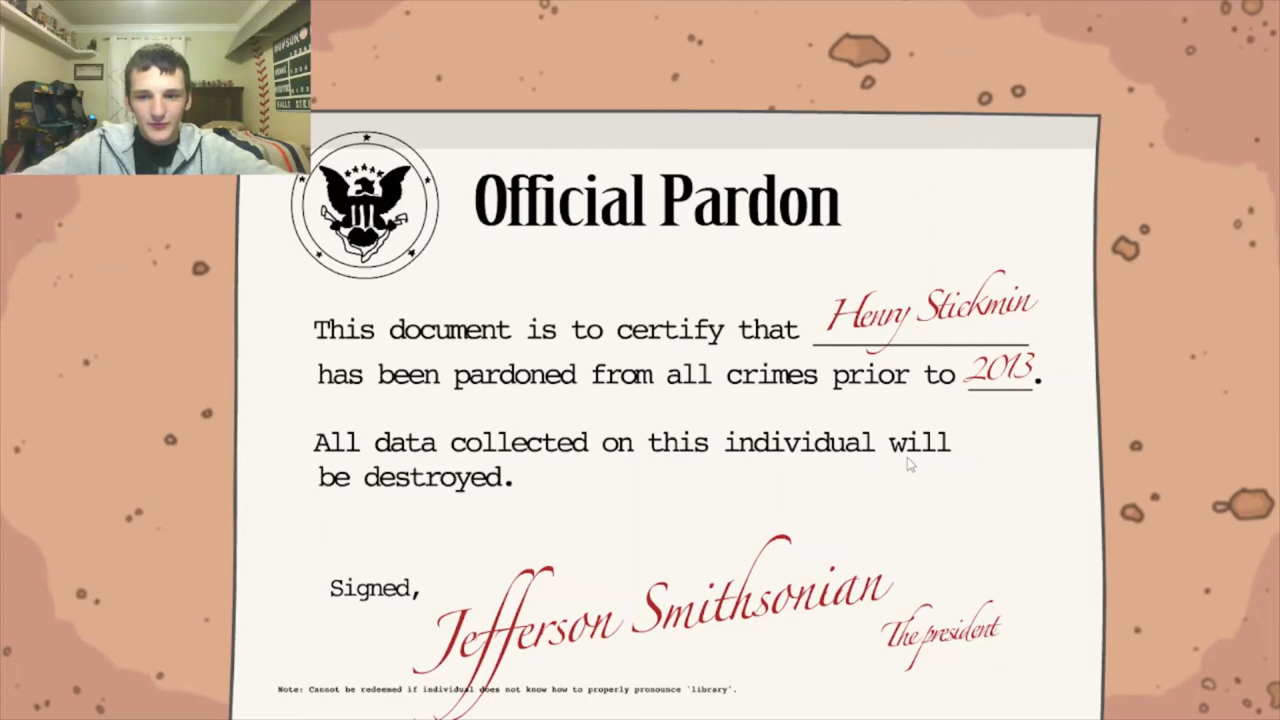 Official Pardon
This document is to certify that Henry Stickmin
has been pardoned from all crimes prior to 2013.
All data collected on this individual will
be destroyed.
Signed,
Jefferson Smithsonian
The president
Note: Cannot be redeemed if individual does not know how to properly pronounce 'library'.